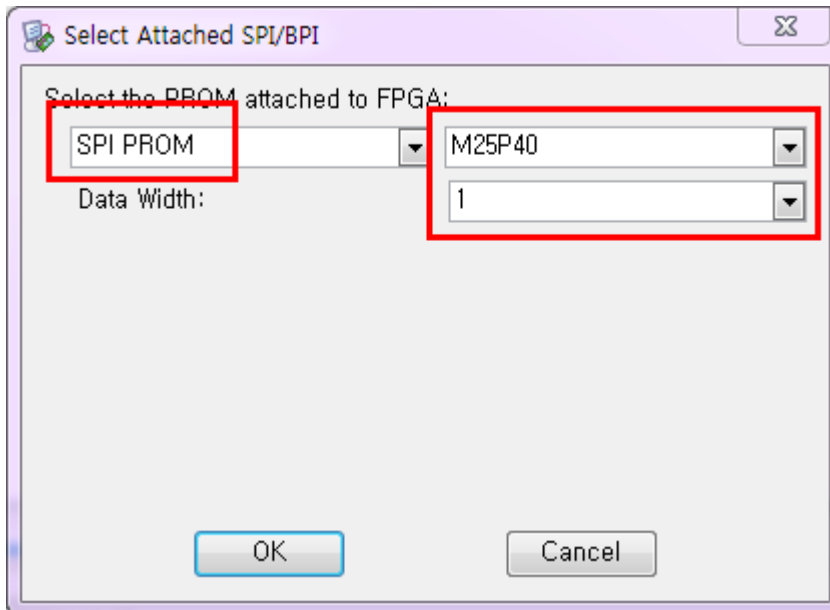 Select Attached SPI/BPI
Select the PROM attached to FPGA:
SPI PROM M25P40
Data Width: 1
OK Cancel